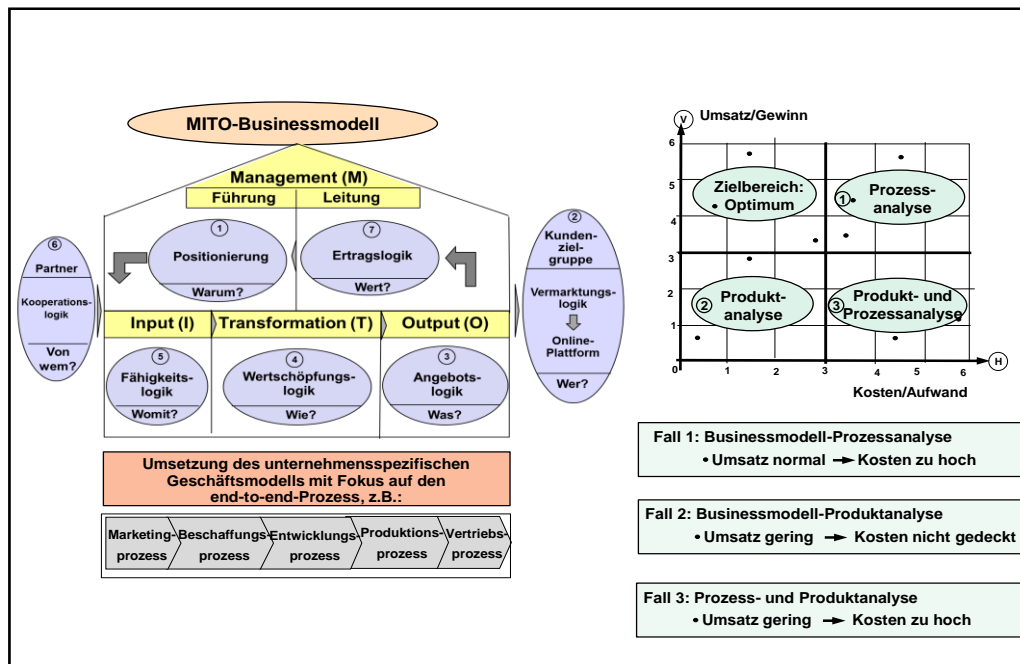 MITO-Businessmodell
Management (M)
Führung
Leitung
1
Positionierung
Warum?
7
Ertragslogik
Wert?
6
Partner
Kooperations-
logik
Von
wem?
2
Kunden-
ziel-
gruppe
Vermarktungs-
logik
Online-
Plattform
Wer?
Input (I)
Transformation (T)
Output (O)
5
Fähigkeits-
logik
Womit?
4
Wertschöpfungs-
logik
Wie?
3
Angebots-
logik
Was?
Umsetzung des unternehmensspezifischen
Geschäftsmodells mit Fokus auf den
end-to-end-Prozess, z.B.:
Marketing-
prozess
Beschaffungs-
prozess
Entwicklungs-
prozess
Produktions-
prozess
Vertriebs-
prozess
V
Umsatz/Gewinn
6
5
4
3
2
1
0
1
2
3
4
5
6
H
Kosten/Aufwand
Zielbereich:
Optimum
1
Prozess-
analyse
2
Produkt-
analyse
3
Produkt- und
Prozessanalyse
Fall 1: Businessmodell-Prozessanalyse
• Umsatz normal → Kosten zu hoch
Fall 2: Businessmodell-Produktanalyse
• Umsatz gering → Kosten nicht gedeckt
Fall 3: Prozess- und Produktanalyse
• Umsatz gering → Kosten zu hoch